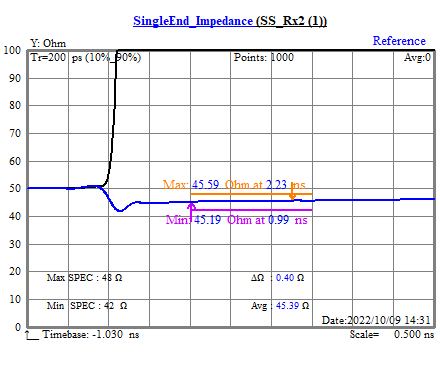 SingleEnd_Impedance (SS_Rx2 (1))
Y: Ohm Reference
Tr=200 ps (10%_90%) Points: 1000 Avg:0
100
90
80
70
60
50
Max: 45.59 Ohm at 2.23 ns
40
Min: 45.19 Ohm at 0.99 ns
30
20
Max SPEC : 48 Ω ΔΩ : 0.40 Ω
10
Min SPEC : 42 Ω Avg : 45.39 Ω
Date:2022/10/09 14:31
0
Timebase: -1.030 ns Scale= 0.500 ns